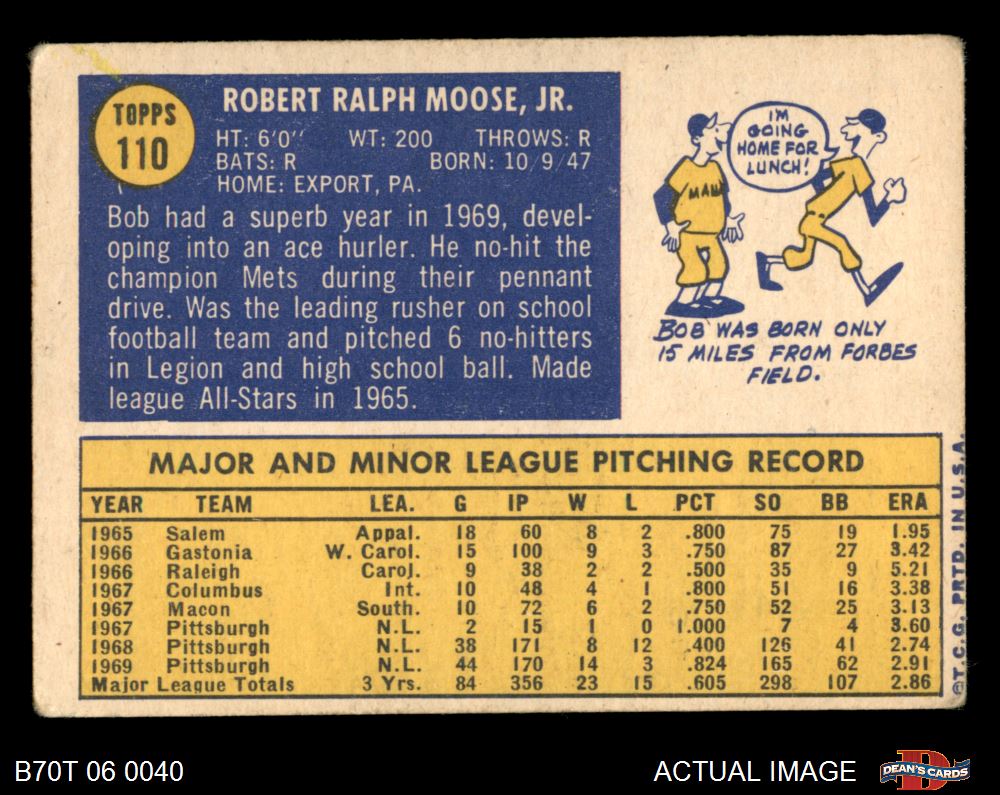 TOPPS
110
ROBERT RALPH MOOSE, JR.
HT: 6'0" WT: 200 THROWS: R
BATS: R BORN: 10/9/47
HOME: EXPORT, PA.
Bob had a superb year in 1969, devel-
oping into an ace hurler. He no-hit the
champion Mets during their pennant
drive. Was the leading rusher on school
football team and pitched 6 no-hitters
in Legion and high school ball. Made
league All-Stars in 1965.
I'M
GOING
HOME FOR
LUNCH!
MAW
BOB WAS BORN ONLY
15 MILES FROM FORBES
FIELD.
MAJOR AND MINOR LEAGUE PITCHING RECORD
YEAR TEAM LEA. G IP W L PCT SO BB ERA
1965 Salem Appal. 18 60 8 2 .800 75 19 1.95
1966 Gastonia W. Carol. 15 100 9 3 .750 87 27 3.42
1966 Raleigh Carol. 9 38 2 2 .500 35 9 5.21
1967 Columbus Int. 10 48 4 1 .800 51 16 3.38
1967 Macon South. 10 72 6 2 .750 52 25 3.13
1967 Pittsburgh N.L. 2 15 1 0 1.000 7 4 3.60
1968 Pittsburgh N.L. 38 171 8 12 .400 126 41 2.74
1969 Pittsburgh N.L. 44 170 14 3 .824 165 62 2.91
Major League Totals 3 Yrs. 84 356 23 15 .605 298 107 2.86
©T.C.G. PRTD. IN U.S.A.
B70T 06 0040
ACTUAL IMAGE
D
DEAN'S CARDS